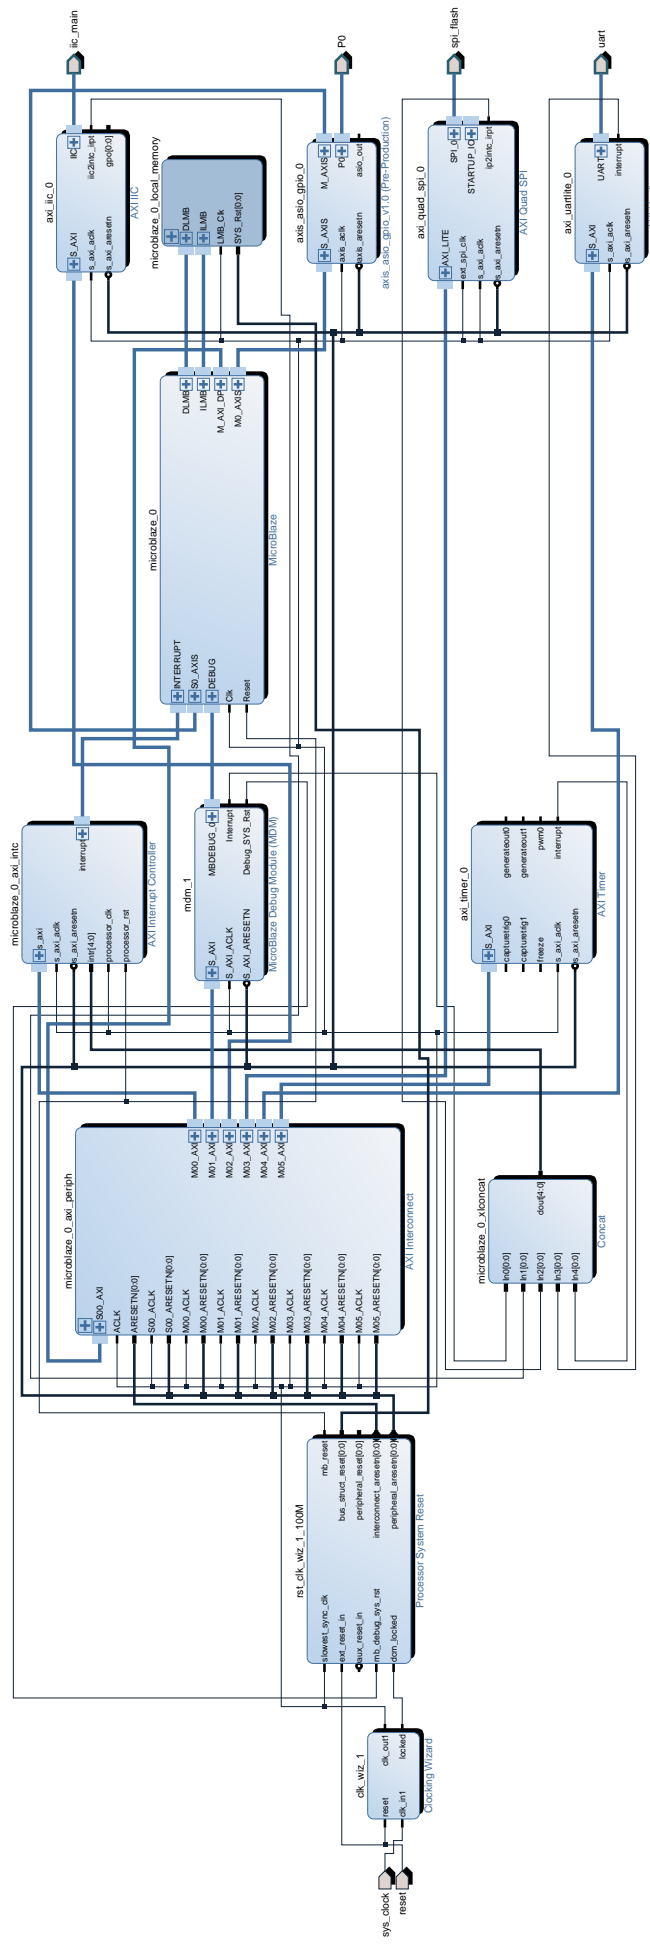 sys_clock
reset
clk_wiz_1
reset
clk_in1
clk_out1
locked
Clocking Wizard
rst_clk_wiz_1_100M
slowest_sync_clk
ext_reset_in
aux_reset_in
mb_debug_sys_rst
dcm_locked
mb_reset
bus_struct_reset[0:0]
peripheral_reset[0:0]
interconnect_aresetn[0:0]
peripheral_aresetn[0:0]
Processor System Reset
microblaze_0_axi_periph
S00_AXI
ACLK
ARESETN[0:0]
S00_ACLK
S00_ARESETN[0:0]
M00_ACLK
M00_ARESETN[0:0]
M01_ACLK
M01_ARESETN[0:0]
M02_ACLK
M02_ARESETN[0:0]
M03_ACLK
M03_ARESETN[0:0]
M04_ACLK
M04_ARESETN[0:0]
M05_ACLK
M05_ARESETN[0:0]
M00_AXI
M01_AXI
M02_AXI
M03_AXI
M04_AXI
M05_AXI
AXI Interconnect
microblaze_0_xlconcat
In0[0:0]
In1[0:0]
In2[0:0]
In3[0:0]
In4[0:0]
dout[4:0]
Concat
microblaze_0_axi_intc
s_axi
s_axi_aclk
s_axi_aresetn
intr[4:0]
processor_clk
processor_rst
interrupt
AXI Interrupt Controller
mdm_1
S_AXI
S_AXI_ACLK
S_AXI_ARESETN
MBDEBUG_0
Interrupt
Debug_SYS_Rst
MicroBlaze Debug Module (MDM)
axi_timer_0
S_AXI
capturetrig0
capturetrig1
freeze
s_axi_aclk
s_axi_aresetn
generateout0
generateout1
pwm0
interrupt
AXI Timer
microblaze_0
INTERRUPT
S0_AXIS
DEBUG
Clk
Reset
DLMB
ILMB
M_AXI_DP
M0_AXIS
MicroBlaze
axi_iic_0
S_AXI
s_axi_aclk
s_axi_aresetn
IIC
iic2intc_irpt
gpo[0:0]
AXI IIC
microblaze_0_local_memory
DLMB
ILMB
LMB_Clk
SYS_Rst[0:0]
axis_asio_gpio_0
S_AXIS
axis_aclk
axis_aresetn
M_AXIS
P0
asio_out
axis_asio_gpio_v1.0 (Pre-Production)
axi_quad_spi_0
AXI_LITE
ext_spi_clk
s_axi_aclk
s_axi_aresetn
SPI_0
STARTUP_IO
ip2intc_irpt
AXI Quad SPI
axi_uartlite_0
S_AXI
s_axi_aclk
s_axi_aresetn
UART
interrupt
iic_main
P0
spi_flash
uart